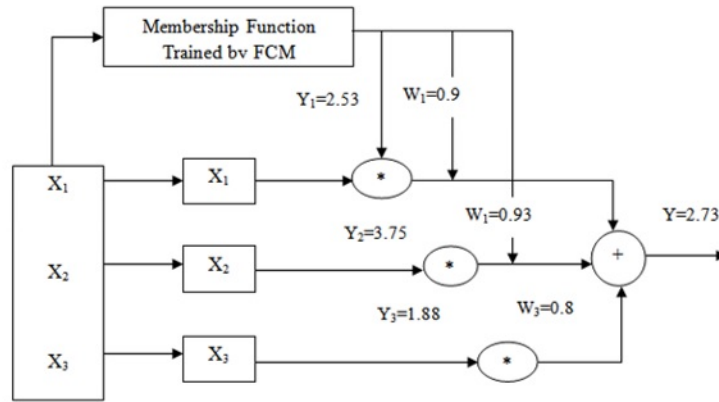 Membership Function
Trained bv FCM
Y₁=2.53
W₁=0.9
X₁
X₁
*
W₁=0.93
Y=2.73
Y₂=3.75
X₂
X₂
*
+
Y₃=1.88
W₃=0.8
X₃
X₃
*